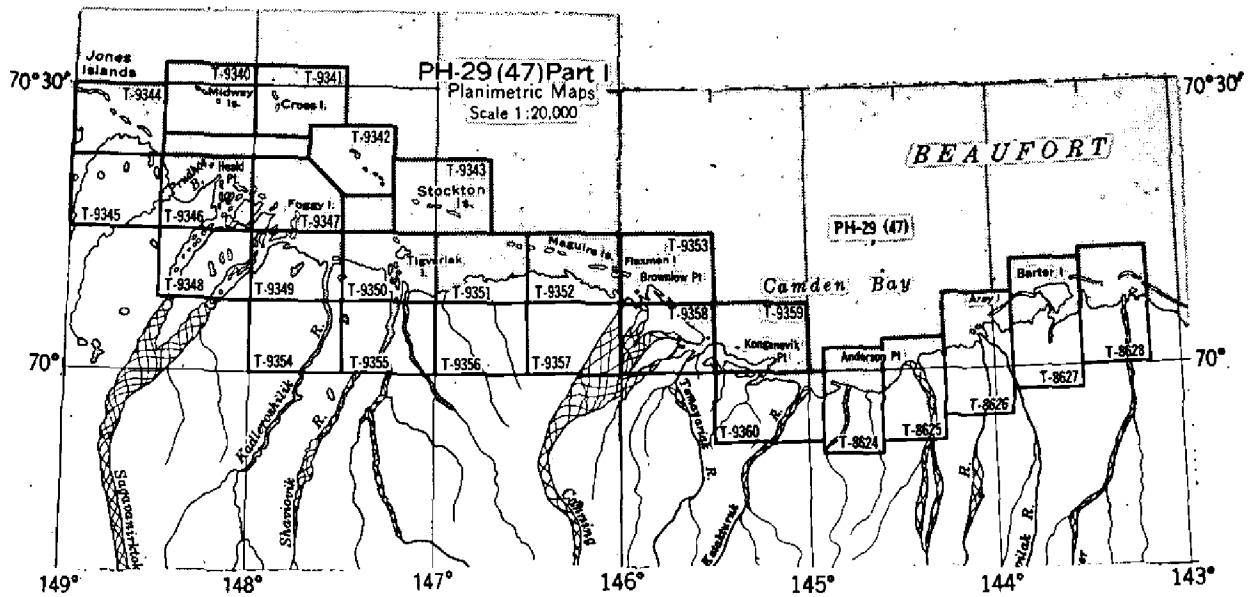 Jones
Islands
70°30'
T-9340
T-9341
PH-29 (47) Part I
Planimetric Maps
Scale 1:20,000
70°30'
T-9344
Midway
Is.
Cross I.
T-9342
BEAUFORT
T-9343
Stockton
Is.
Heald
Pt.
Foggy I.
T-9345
T-9346
T-9347
PH-29 (47)
Maguire Is.
Flaxman I
T-9353
Brownlow Pt
Camden Bay
Barter I
T-9348
T-9349
T-9350
T-9351
T-9352
T-9358
T-9359
Konganevik
Pt
Anderson Pt
70°
T-9354
T-9355
T-9356
T-9357
T-9360
T-8624
T-8625
T-8626
T-8627
T-8628
70°
Kadleroshilik
R.
Shaviovik
R.
Canning
R.
R.
R.
R.
149°
148°
147°
146°
145°
144°
143°